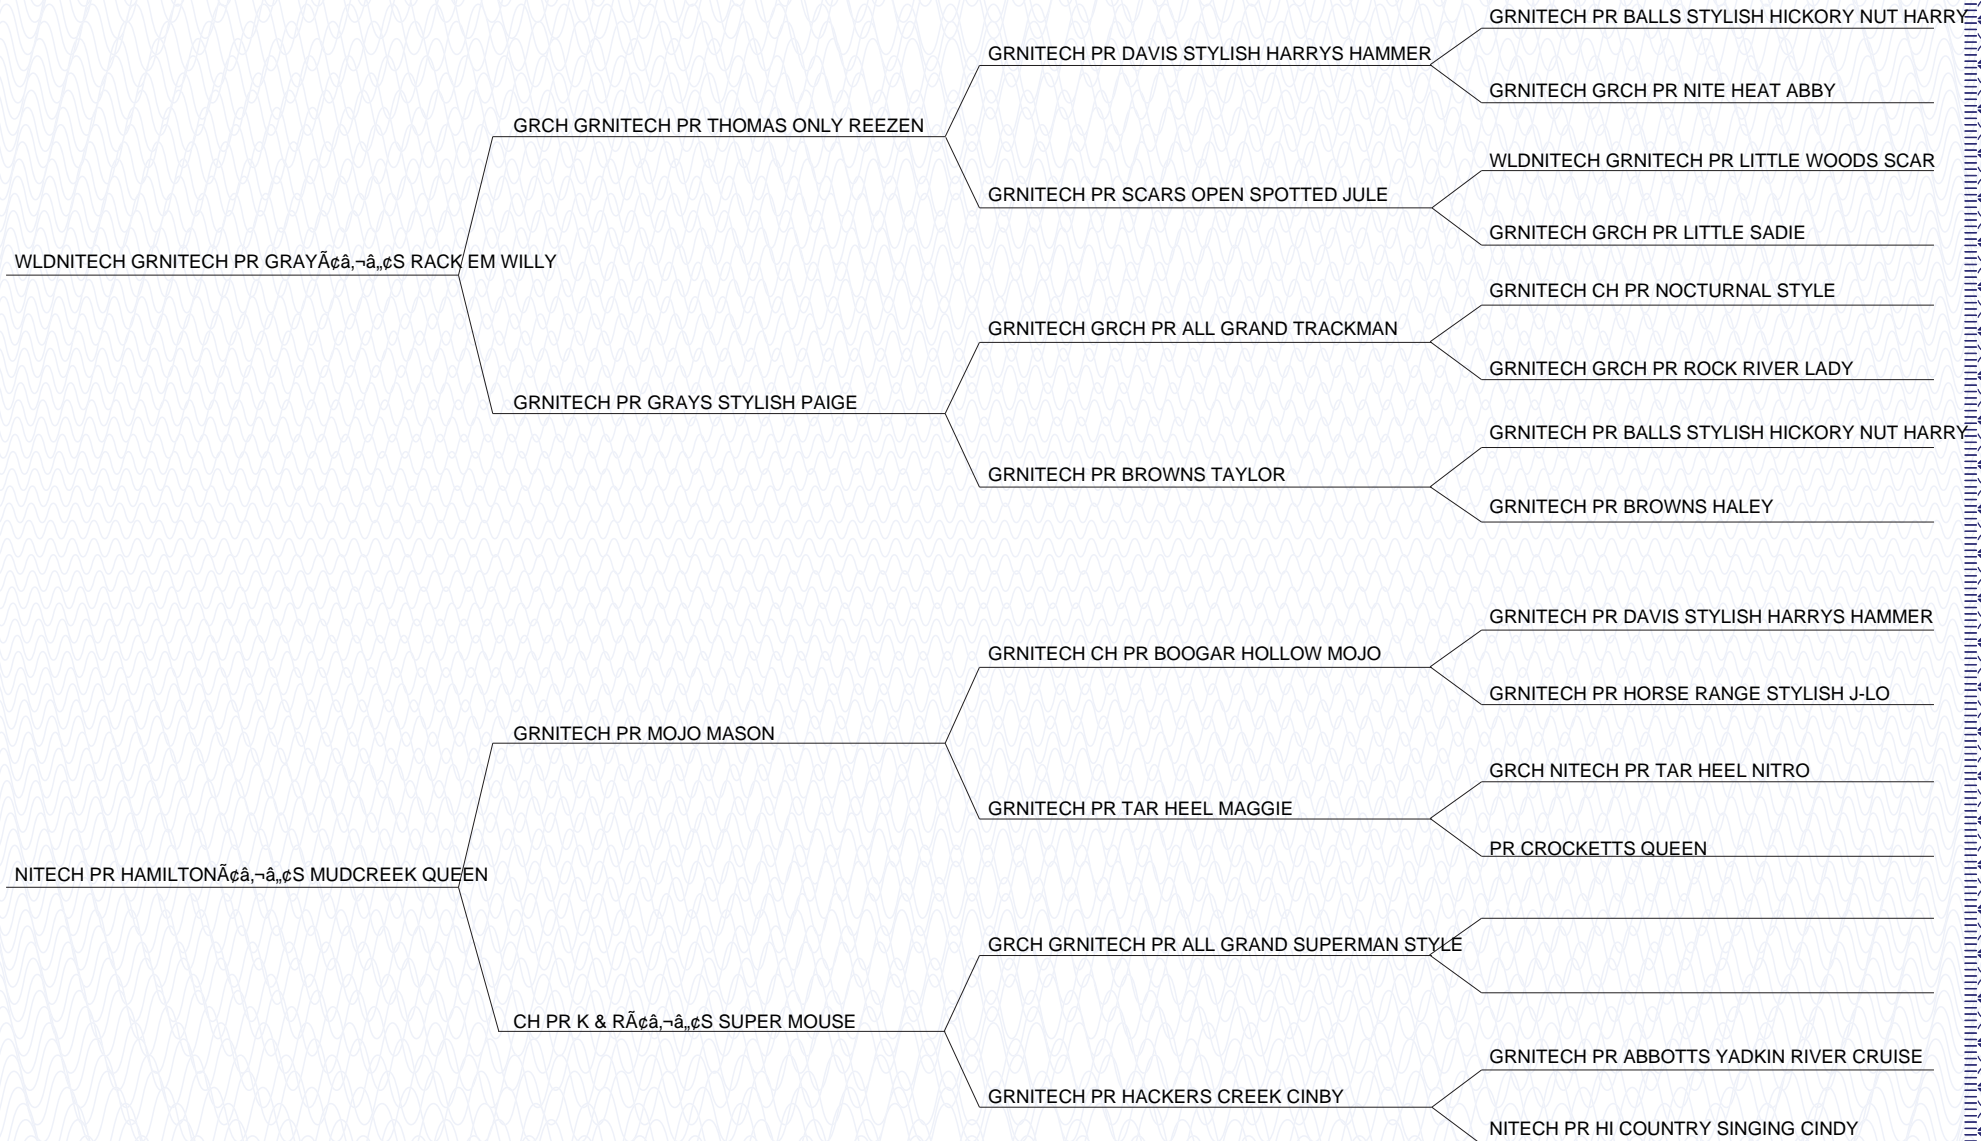 GRNITECH PR BALLS STYLISH HICKORY NUT HARRY
GRNITECH PR DAVIS STYLISH HARRYS HAMMER
GRNITECH GRCH PR NITE HEAT ABBY
GRCH GRNITECH PR THOMAS ONLY REEZEN
WLDNITECH GRNITECH PR LITTLE WOODS SCAR
GRNITECH PR SCARS OPEN SPOTTED JULE
GRNITECH GRCH PR LITTLE SADIE
WLDNITECH GRNITECH PR GRAYÃ¢â‚¬â„¢S RACK EM WILLY
GRNITECH CH PR NOCTURNAL STYLE
GRNITECH GRCH PR ALL GRAND TRACKMAN
GRNITECH GRCH PR ROCK RIVER LADY
GRNITECH PR GRAYS STYLISH PAIGE
GRNITECH PR BALLS STYLISH HICKORY NUT HARRY
GRNITECH PR BROWNS TAYLOR
GRNITECH PR BROWNS HALEY
GRNITECH PR DAVIS STYLISH HARRYS HAMMER
GRNITECH CH PR BOOGAR HOLLOW MOJO
GRNITECH PR HORSE RANGE STYLISH J-LO
GRNITECH PR MOJO MASON
GRCH NITECH PR TAR HEEL NITRO
GRNITECH PR TAR HEEL MAGGIE
PR CROCKETTS QUEEN
NITECH PR HAMILTONÃ¢â‚¬â„¢S MUDCREEK QUEEN
GRCH GRNITECH PR ALL GRAND SUPERMAN STYLE
CH PR K & RÃ¢â‚¬â„¢S SUPER MOUSE
GRNITECH PR ABBOTTS YADKIN RIVER CRUISE
GRNITECH PR HACKERS CREEK CINBY
NITECH PR HI COUNTRY SINGING CINDY